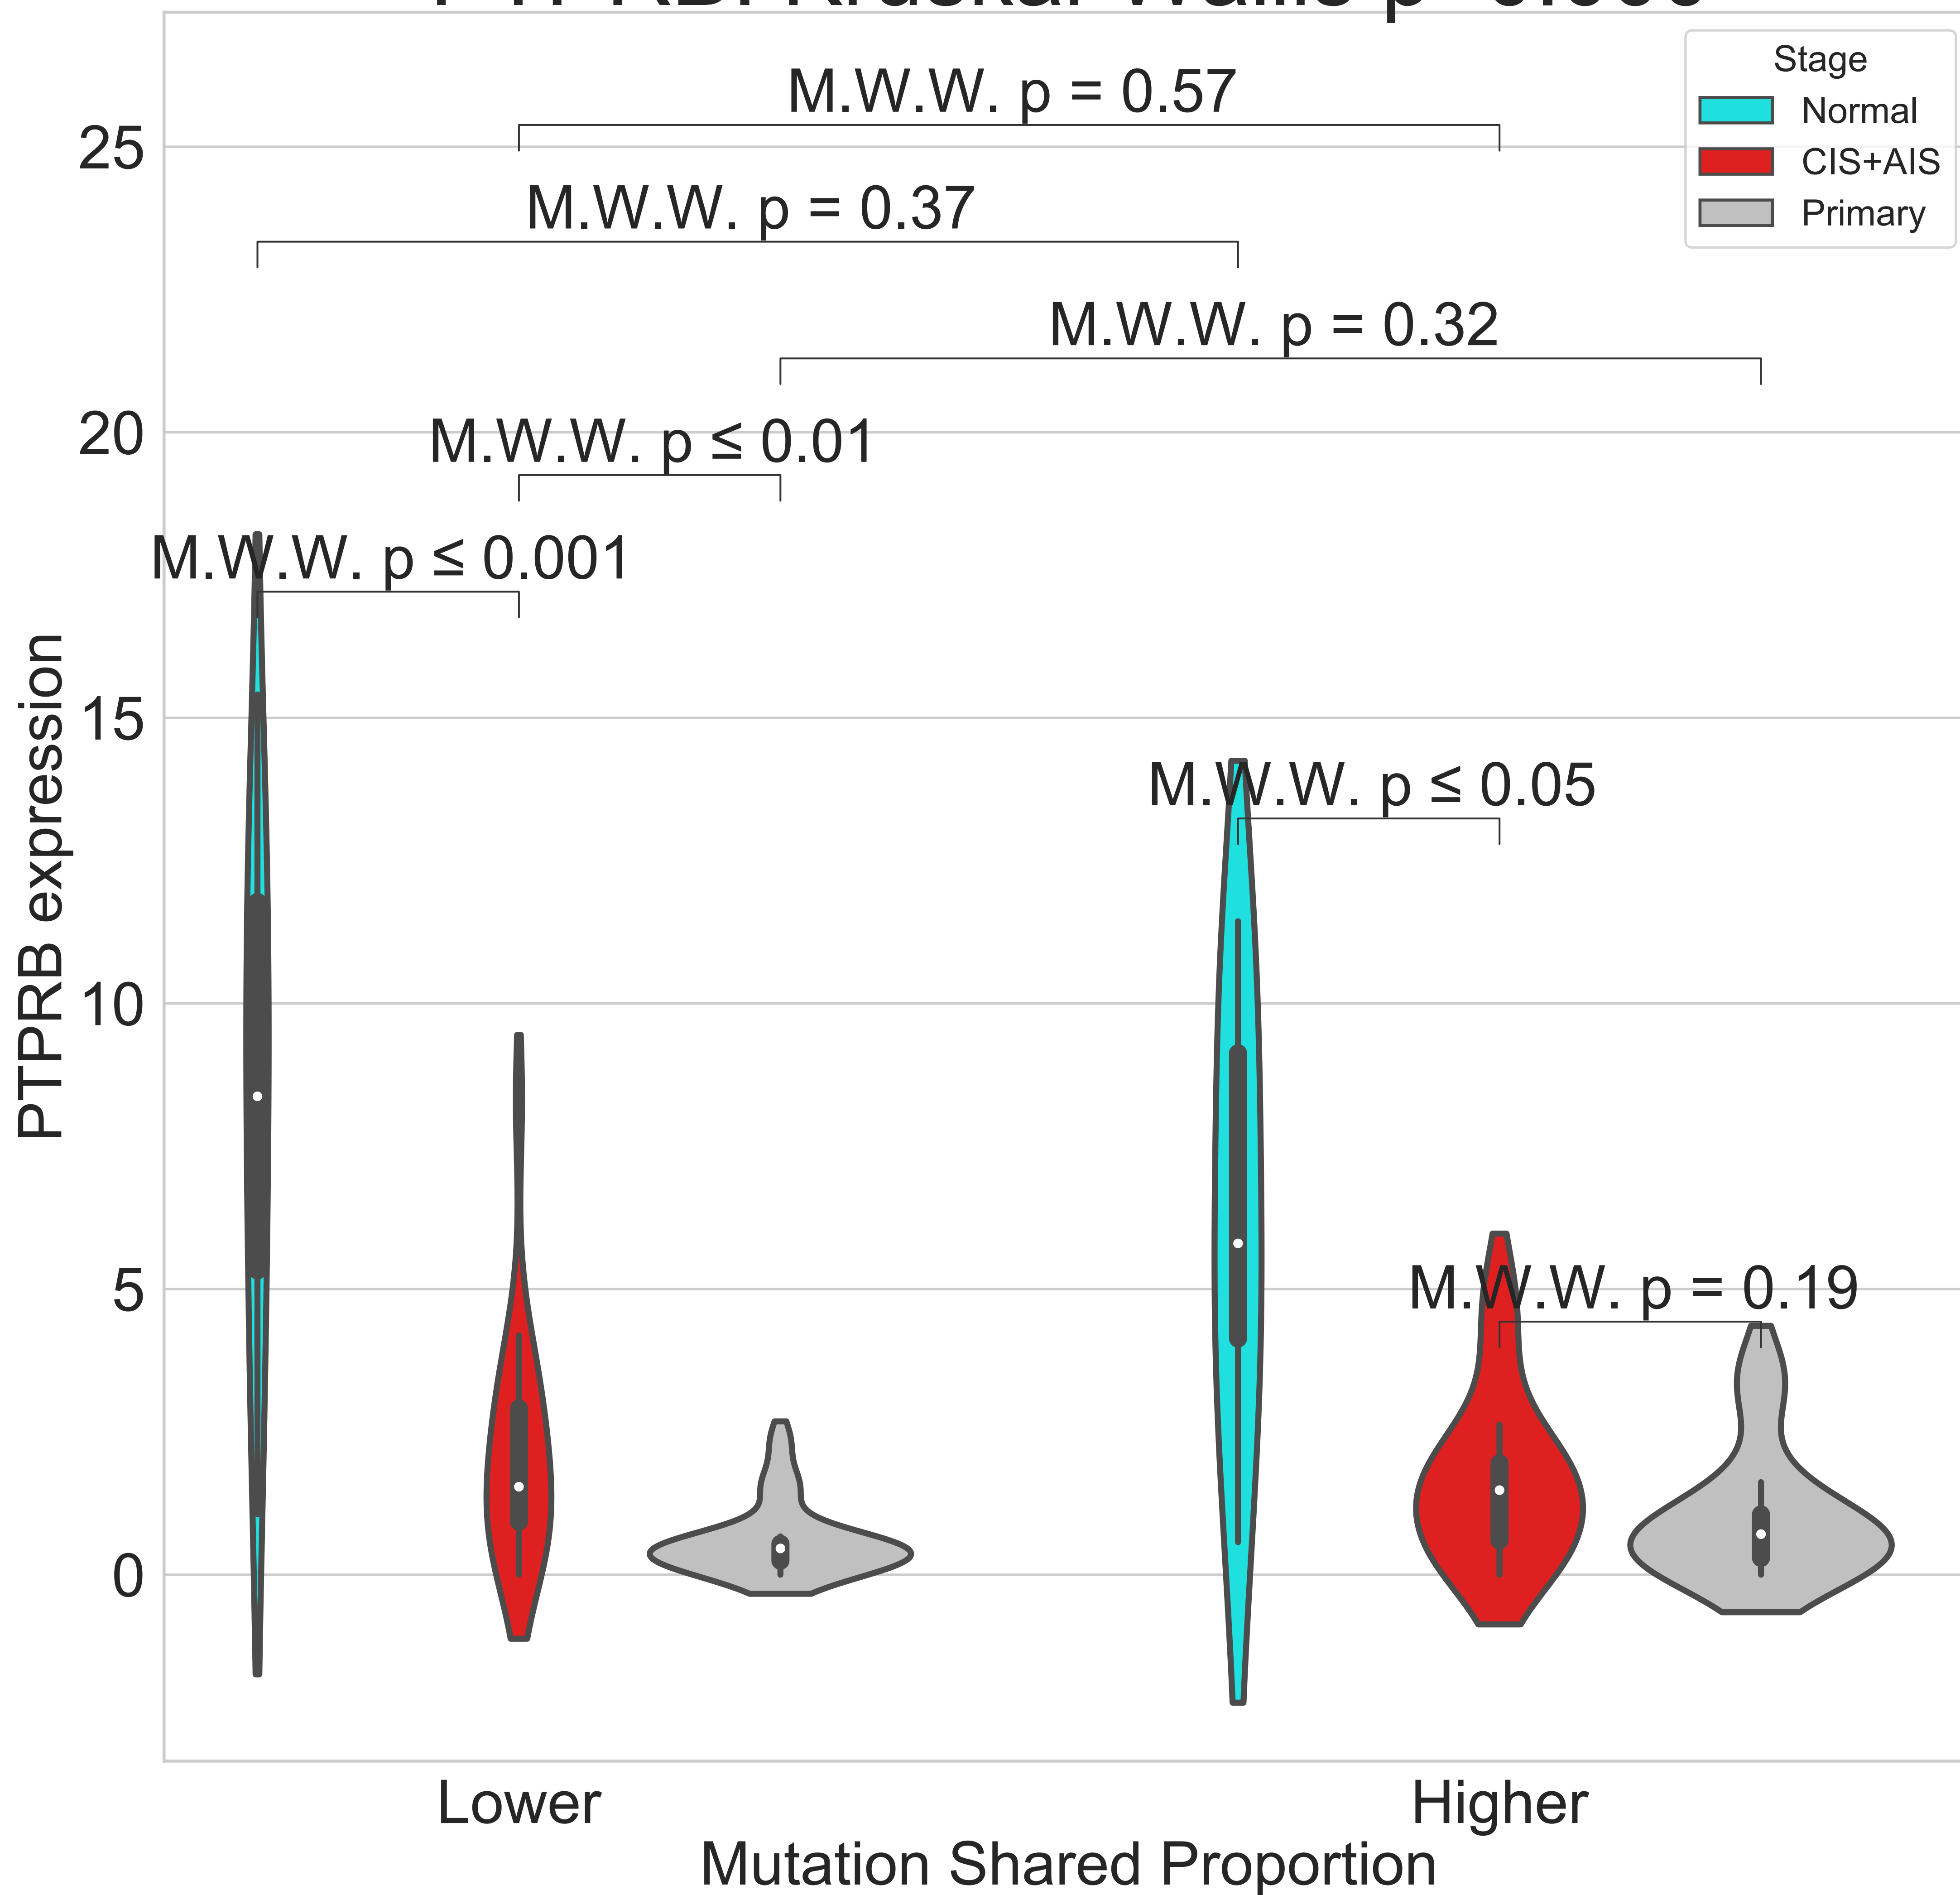 M.W.W. p = 0.57
Stage
Normal
CIS+AIS
Primary
25
M.W.W. p = 0.37
M.W.W. p = 0.32
20
M.W.W. p ≤ 0.01
M.W.W. p ≤ 0.001
15
M.W.W. p ≤ 0.05
PTPRB expression
10
5
M.W.W. p = 0.19
0
Lower
Higher
Mutation Shared Proportion